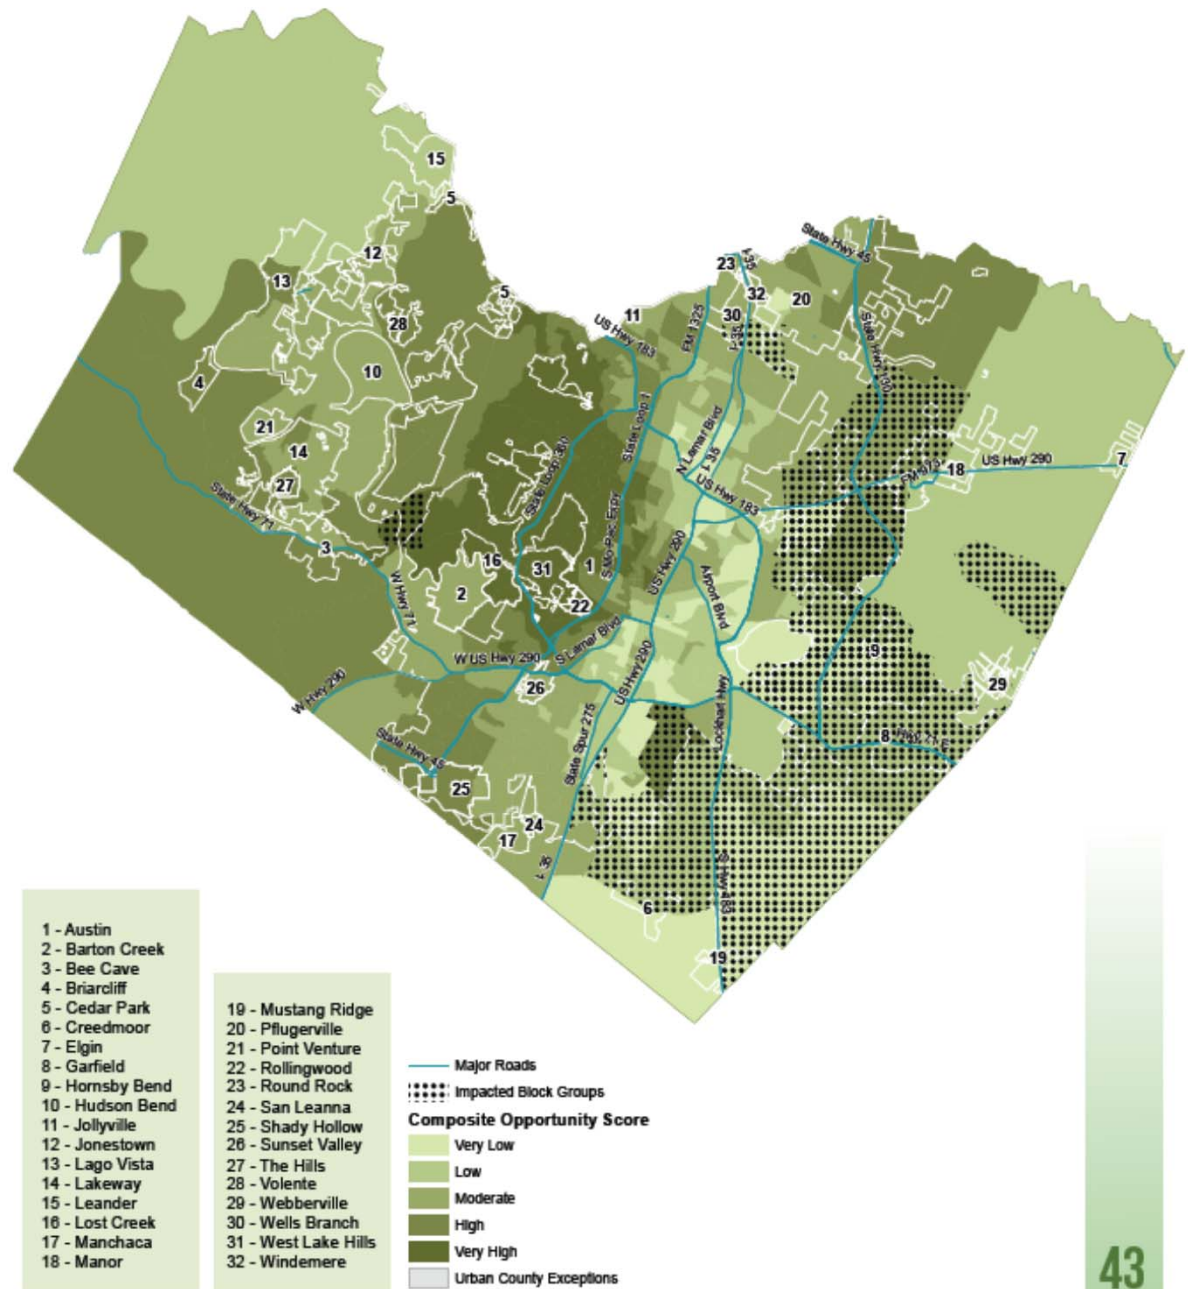 15
5
12
13
28
5
4
10
21
14
27
State Hwy 71
3
W Hwy 71
2
16
31
1
22
State Loop 360
State Loop 1
S Mo-Pac Expy
11
US Hwy 183
FM 1325
23
I-35
32
30
I-35
20
State Hwy 45
State Hwy 130
N Lamar Blvd
I-35
US Hwy 183
FM 973
18
US Hwy 290
7
US Hwy 290
Airport Blvd
S Lamar Blvd
W US Hwy 290
26
W Hwy 290
State Hwy 45
25
24
17
I-35
State Spur 275
US Hwy 290
Lockhart Hwy
9
29
8
Hwy 71 E
S Hwy 183
6
19
1 - Austin
2 - Barton Creek
3 - Bee Cave
4 - Briarcliff
5 - Cedar Park
6 - Creedmoor
7 - Elgin
8 - Garfield
9 - Hornsby Bend
10 - Hudson Bend
11 - Jollyville
12 - Jonestown
13 - Lago Vista
14 - Lakeway
15 - Leander
16 - Lost Creek
17 - Manchaca
18 - Manor
19 - Mustang Ridge
20 - Pflugerville
21 - Point Venture
22 - Rollingwood
23 - Round Rock
24 - San Leanna
25 - Shady Hollow
26 - Sunset Valley
27 - The Hills
28 - Volente
29 - Webberville
30 - Wells Branch
31 - West Lake Hills
32 - Windemere
Major Roads
Impacted Block Groups
Composite Opportunity Score
Very Low
Low
Moderate
High
Very High
Urban County Exceptions
43